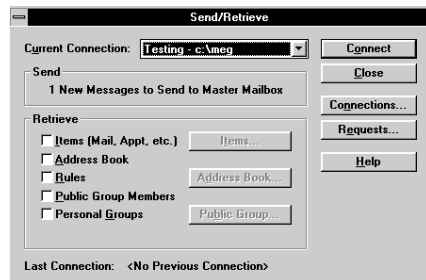 Send/Retrieve
Current Connection: Testing - c:\meg
Connect
Send
Close
1 New Messages to Send to Master Mailbox
Connections...
Retrieve
Requests...
Items (Mail, Appt, etc.) Items...
Address Book
Help
Rules Address Book...
Public Group Members
Personal Groups Public Group...
Last Connection: <No Previous Connection>